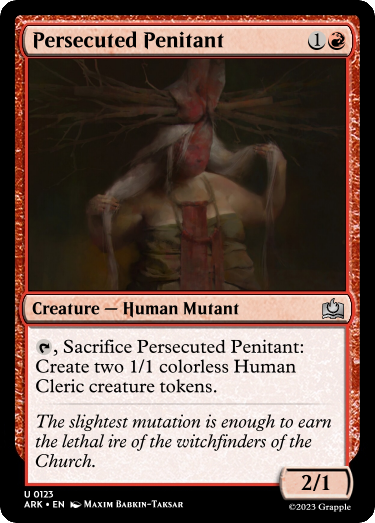 Persecuted Penitant
1
, Sacrifice Persecuted Penitant:
Create two 1/1 colorless Human
Cleric creature tokens.
The slightest mutation is enough to earn
the lethal ire of the witchfinders of the
Church.
Creature — Human Mutant
2/1
U 0123
ARK • EN Maxim Babkin-Taksar
©2023 Grapple